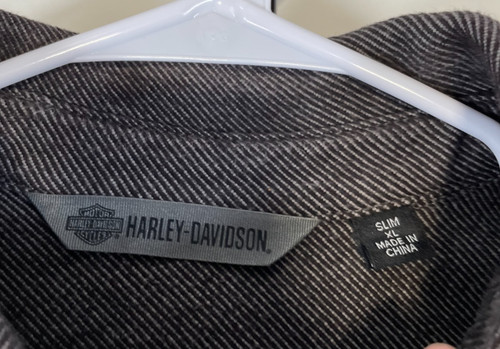 MOTOR
HARLEY-DAVIDSON
CYCLES
HARLEY-DAVIDSON®
SLIM
XL
MADE IN
CHINA